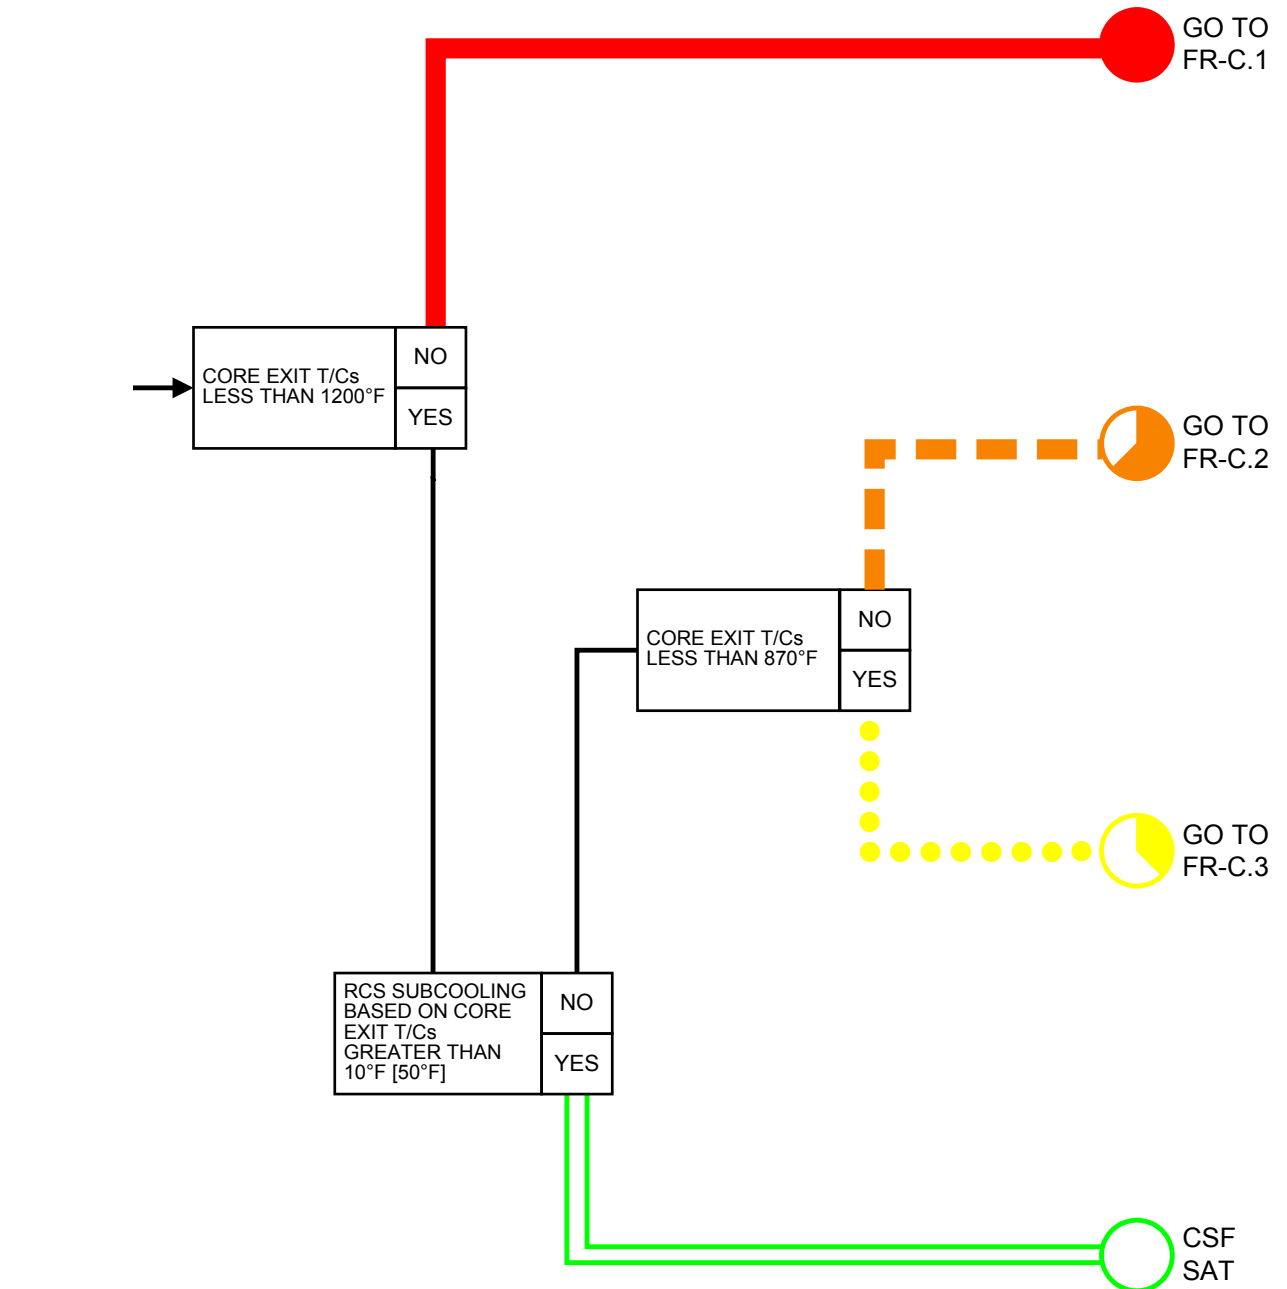 GO TO
FR-C.1
CORE EXIT T/Cs
LESS THAN 1200°F
NO
YES
GO TO
FR-C.2
CORE EXIT T/Cs
LESS THAN 870°F
NO
YES
GO TO
FR-C.3
RCS SUBCOOLING
BASED ON CORE
EXIT T/Cs
GREATER THAN
10°F [50°F]
NO
YES
CSF
SAT